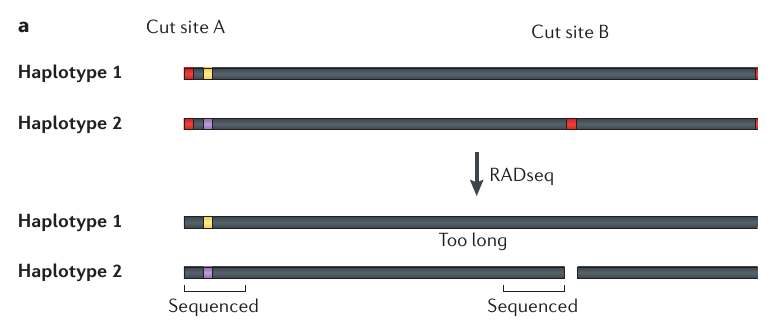 a
Cut site A
Cut site B
Haplotype 1
Haplotype 2
RADseq
Haplotype 1
Too long
Haplotype 2
Sequenced
Sequenced